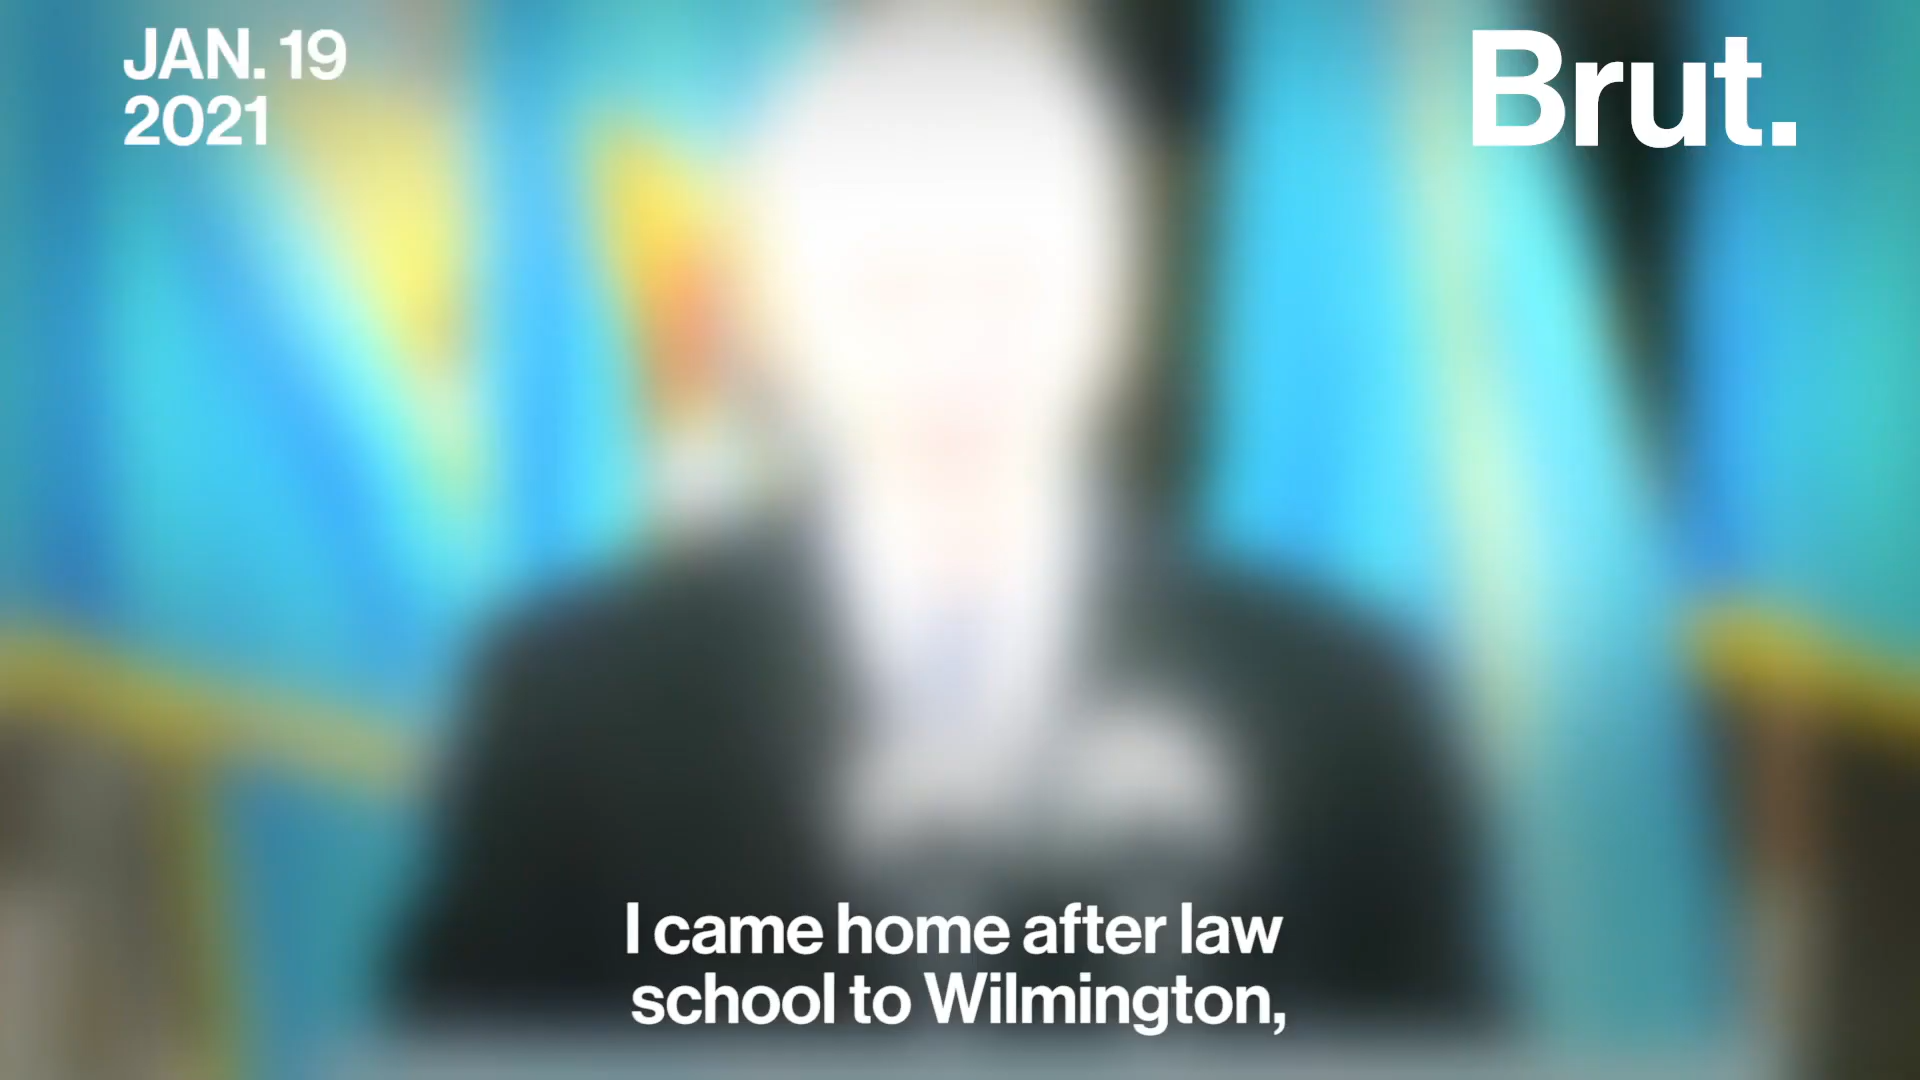 JAN. 19
2021
Brut.
I came home after law
school to Wilmington,